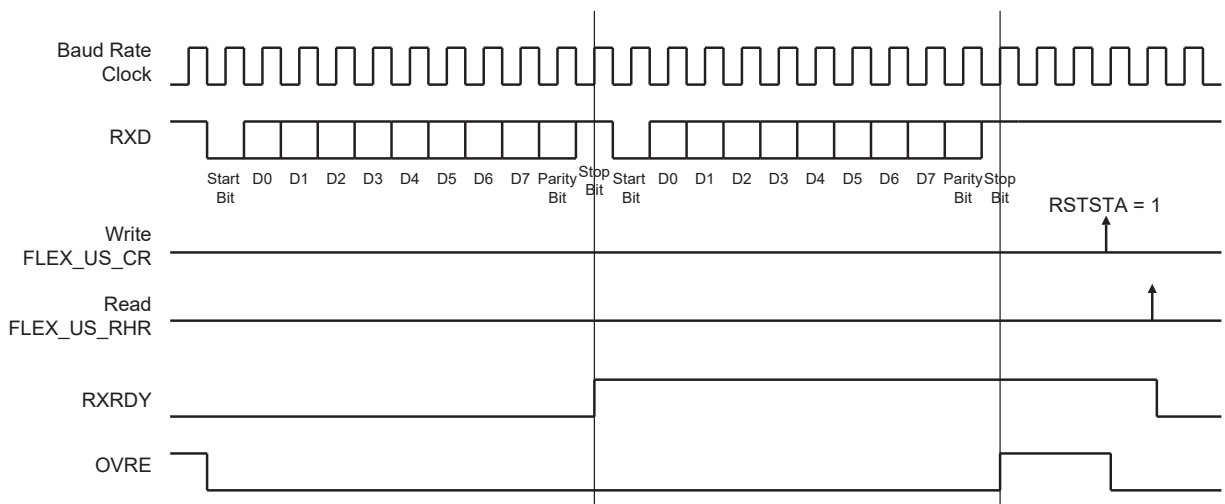 Baud Rate
Clock
RXD
Start
Bit
D0
D1
D2
D3
D4
D5
D6
D7
Parity
Bit
Stop
Bit
Start
Bit
D0
D1
D2
D3
D4
D5
D6
D7
Parity
Bit
Stop
Bit
RSTSTA = 1
Write
FLEX_US_CR
Read
FLEX_US_RHR
RXRDY
OVRE